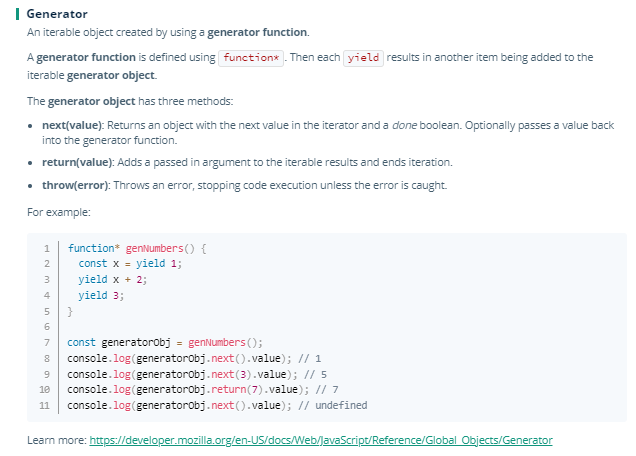 Generator
An iterable object created by using a generator function.
A generator function is defined using function* . Then each yield results in another item being added to the
iterable generator object.
The generator object has three methods:
• next(value): Returns an object with the next value in the iterator and a done boolean. Optionally passes a value back
into the generator function.
• return(value): Adds a passed in argument to the iterable results and ends iteration.
• throw(error): Throws an error, stopping code execution unless the error is caught.
For example:
1 function* genNumbers() {
2   const x = yield 1;
3   yield x + 2;
4   yield 3;
5 }
6
7 const generatorObj = genNumbers();
8 console.log(generatorObj.next().value); // 1
9 console.log(generatorObj.next(3).value); // 5
10 console.log(generatorObj.return(7).value); // 7
11 console.log(generatorObj.next().value); // undefined
Learn more: https://developer.mozilla.org/en-US/docs/Web/JavaScript/Reference/Global_Objects/Generator